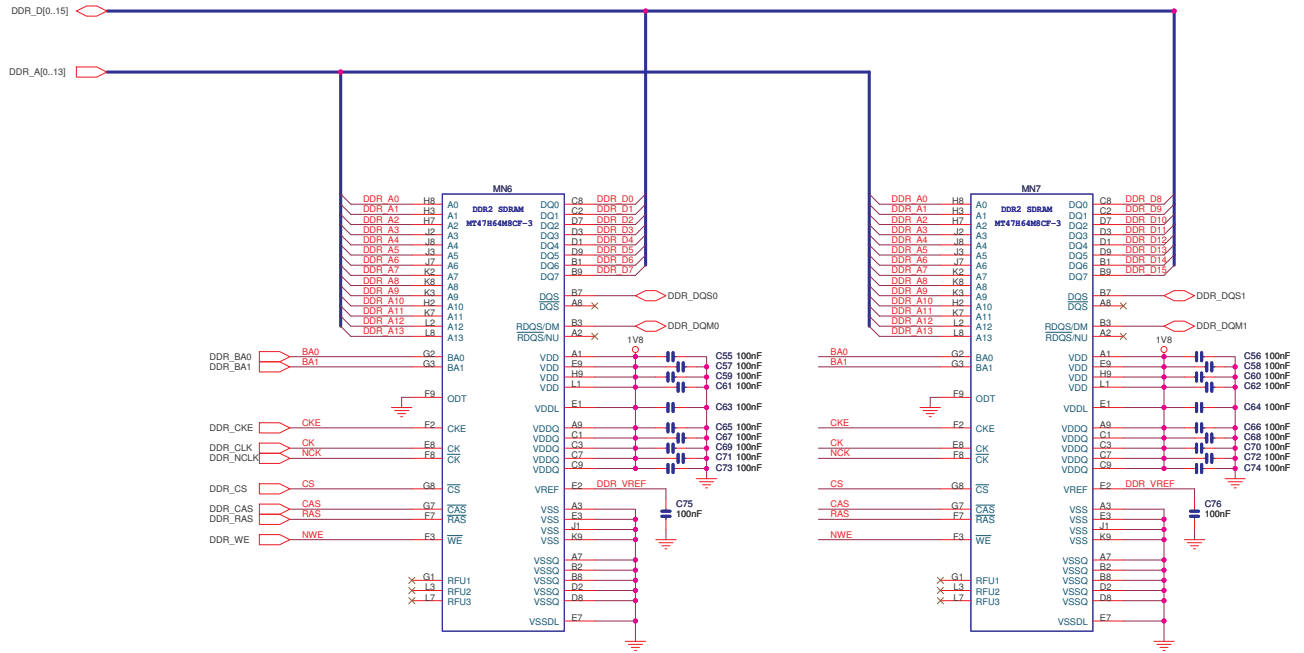 DDR_D[0..15]
DDR_A[0..13]
MN6
DDR2 SDRAM
MT47H64M8CF-3
DDR_A0 H8 A0
DDR_A1 H3 A1
DDR_A2 H7 A2
DDR_A3 J2 A3
DDR_A4 J8 A4
DDR_A5 J3 A5
DDR_A6 J7 A6
DDR_A7 K2 A7
DDR_A8 K8 A8
DDR_A9 K3 A9
DDR_A10 H2 A10
DDR_A11 K7 A11
DDR_A12 L2 A12
DDR_A13 L8 A13
DDR_BA0 BA0 G2 BA0
DDR_BA1 BA1 G3 BA1
F9 ODT
DDR_CKE CKE F2 CKE
DDR_CLK CK E8 CK
DDR_NCLK NCK F8 CK
DDR_CS CS G8 CS
DDR_CAS CAS G7 CAS
DDR_RAS RAS F7 RAS
DDR_WE NWE F3 WE
G1 RFU1
L3 RFU2
L7 RFU3
DQ0 C8 DDR_D0
DQ1 C2 DDR_D1
DQ2 D7 DDR_D2
DQ3 D3 DDR_D3
DQ4 D1 DDR_D4
DQ5 D9 DDR_D5
DQ6 B1 DDR_D6
DQ7 B9 DDR_D7
DQS B7 DDR_DQS0
DQS A8
RDQS/DM B3 DDR_DQM0
RDQS/NU A2
1V8
VDD A1 C55 100nF
VDD E9 C57 100nF
VDD H9 C59 100nF
VDD L1 C61 100nF
VDDL E1 C63 100nF
VDDQ A9 C65 100nF
VDDQ C1 C67 100nF
VDDQ C3 C69 100nF
VDDQ C7 C71 100nF
VDDQ C9 C73 100nF
VREF E2 DDR_VREF
C75
100nF
VSS A3
VSS E3
VSS J1
VSS K9
VSSQ A7
VSSQ B2
VSSQ B8
VSSQ D2
VSSQ D8
VSSDL E7
MN7
DDR2 SDRAM
MT47H64M8CF-3
DDR_A0 H8 A0
DDR_A1 H3 A1
DDR_A2 H7 A2
DDR_A3 J2 A3
DDR_A4 J8 A4
DDR_A5 J3 A5
DDR_A6 J7 A6
DDR_A7 K2 A7
DDR_A8 K8 A8
DDR_A9 K3 A9
DDR_A10 H2 A10
DDR_A11 K7 A11
DDR_A12 L2 A12
DDR_A13 L8 A13
BA0 G2 BA0
BA1 G3 BA1
F9 ODT
CKE F2 CKE
CK E8 CK
NCK F8 CK
CS G8 CS
CAS G7 CAS
RAS F7 RAS
NWE F3 WE
G1 RFU1
L3 RFU2
L7 RFU3
DQ0 C8 DDR_D8
DQ1 C2 DDR_D9
DQ2 D7 DDR_D10
DQ3 D3 DDR_D11
DQ4 D1 DDR_D12
DQ5 D9 DDR_D13
DQ6 B1 DDR_D14
DQ7 B9 DDR_D15
DQS B7 DDR_DQS1
DQS A8
RDQS/DM B3 DDR_DQM1
RDQS/NU A2
1V8
VDD A1 C56 100nF
VDD E9 C58 100nF
VDD H9 C60 100nF
VDD L1 C62 100nF
VDDL E1 C64 100nF
VDDQ A9 C66 100nF
VDDQ C1 C68 100nF
VDDQ C3 C70 100nF
VDDQ C7 C72 100nF
VDDQ C9 C74 100nF
VREF E2 DDR_VREF
C76
100nF
VSS A3
VSS E3
VSS J1
VSS K9
VSSQ A7
VSSQ B2
VSSQ B8
VSSQ D2
VSSQ D8
VSSDL E7